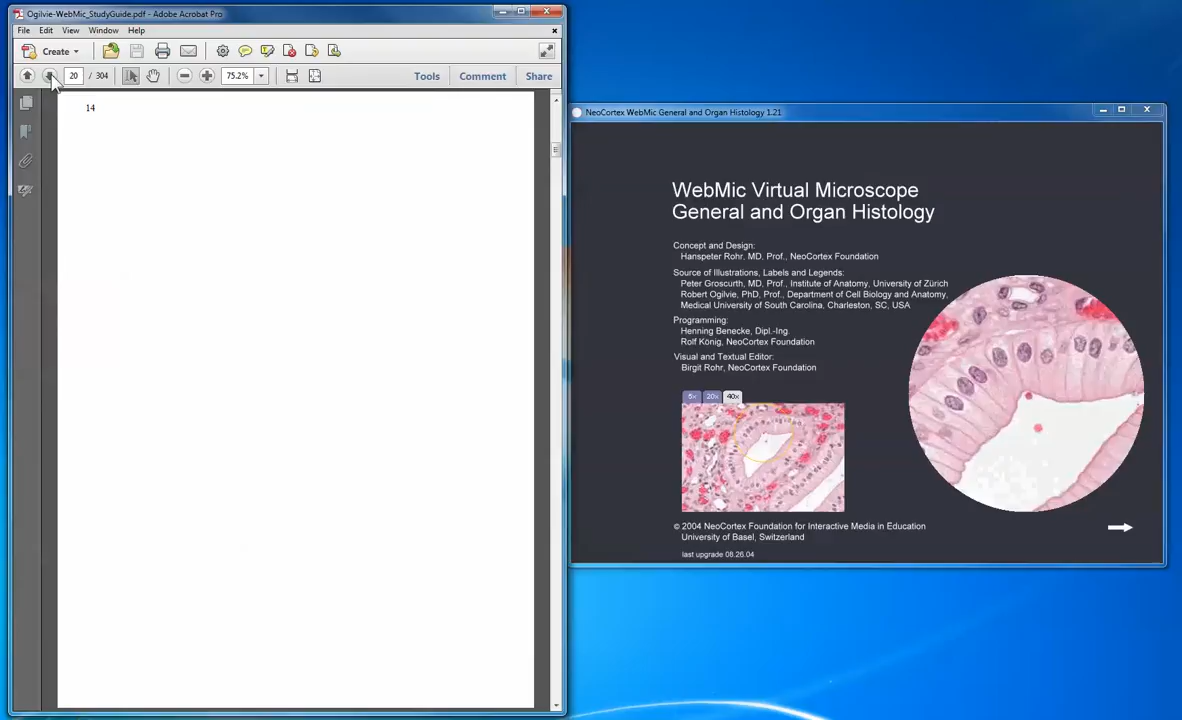 Ogilvie-WebMic_StudyGuide.pdf - Adobe Acrobat Pro
File Edit View Window Help
Create
20 / 304 75.2% Tools Comment Share
14
NeoCortex WebMic General and Organ Histology 1.21
WebMic Virtual Microscope
General and Organ Histology
Concept and Design:
Hanspeter Rohr, MD. Prof., NeoCortex Foundation
Source of Illustrations, Labels and Legends:
Peter Groscurth, MD. Prof., Institute of Anatomy, University of Zürich
Robert Ogilvie, PhD, Prof., Department of Cell Biology and Anatomy,
Medical University of South Carolina, Charleston, SC, USA
Programming:
Henning Benecke, Dipl.-Ing.
Rolf König, NeoCortex Foundation
Visual and Textual Editor:
Birgit Rohr, NeoCortex Foundation
20x 40x
© 2004 NeoCortex Foundation for Interactive Media in Education
University of Basel, Switzerland
last upgrade 08.26.04